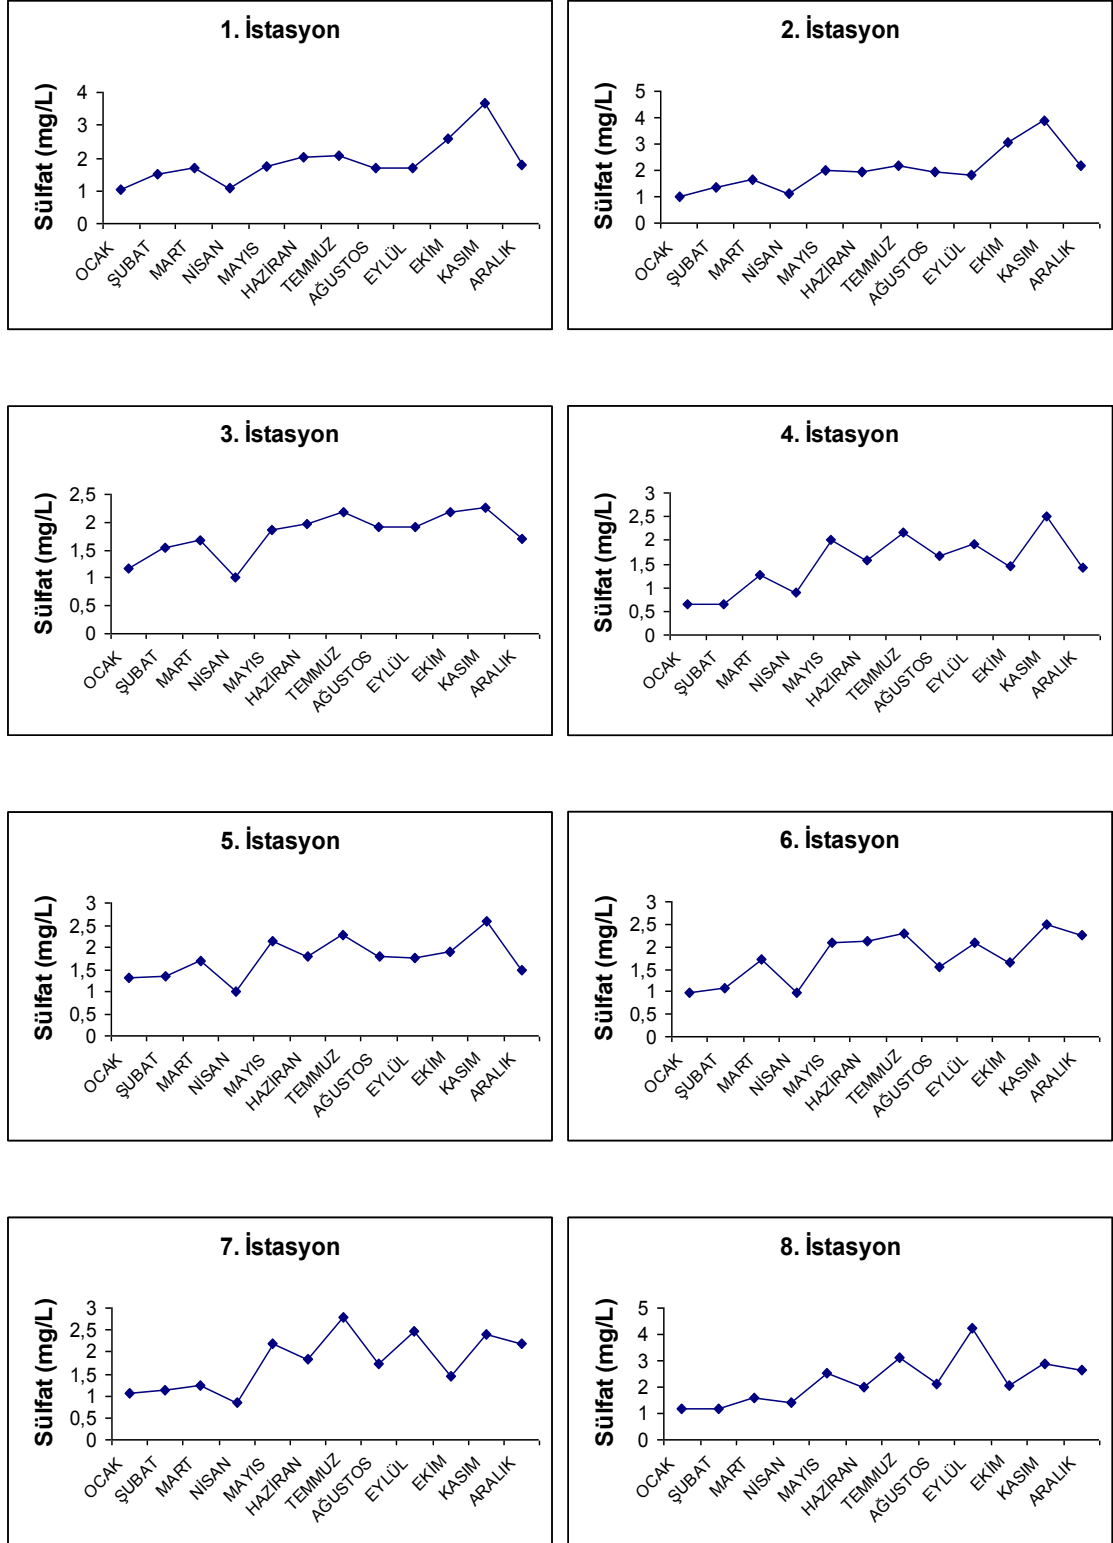 1. İstasyon
Sülfat (mg/L)
4
3
2
1
0
OCAK
ŞUBAT
MART
NİSAN
MAYIS
HAZİRAN
TEMMUZ
AĞUSTOS
EYLÜL
EKİM
KASIM
ARALIK
2. İstasyon
Sülfat (mg/L)
5
4
3
2
1
0
OCAK
ŞUBAT
MART
NİSAN
MAYIS
HAZİRAN
TEMMUZ
AĞUSTOS
EYLÜL
EKİM
KASIM
ARALIK
3. İstasyon
Sülfat (mg/L)
2,5
2
1,5
1
0,5
0
OCAK
ŞUBAT
MART
NİSAN
MAYIS
HAZİRAN
TEMMUZ
AĞUSTOS
EYLÜL
EKİM
KASIM
ARALIK
4. İstasyon
Sülfat (mg/L)
3
2,5
2
1,5
1
0,5
0
OCAK
ŞUBAT
MART
NİSAN
MAYIS
HAZİRAN
TEMMUZ
AĞUSTOS
EYLÜL
EKİM
KASIM
ARALIK
5. İstasyon
Sülfat (mg/L)
3
2,5
2
1,5
1
0,5
0
OCAK
ŞUBAT
MART
NİSAN
MAYIS
HAZİRAN
TEMMUZ
AĞUSTOS
EYLÜL
EKİM
KASIM
ARALIK
6. İstasyon
Sülfat (mg/L)
3
2,5
2
1,5
1
0,5
0
OCAK
ŞUBAT
MART
NİSAN
MAYIS
HAZİRAN
TEMMUZ
AĞUSTOS
EYLÜL
EKİM
KASIM
ARALIK
7. İstasyon
Sülfat (mg/L)
3
2,5
2
1,5
1
0,5
0
OCAK
ŞUBAT
MART
NİSAN
MAYIS
HAZİRAN
TEMMUZ
AĞUSTOS
EYLÜL
EKİM
KASIM
ARALIK
8. İstasyon
Sülfat (mg/L)
5
4
3
2
1
0
OCAK
ŞUBAT
MART
NİSAN
MAYIS
HAZİRAN
TEMMUZ
AĞUSTOS
EYLÜL
EKİM
KASIM
ARALIK